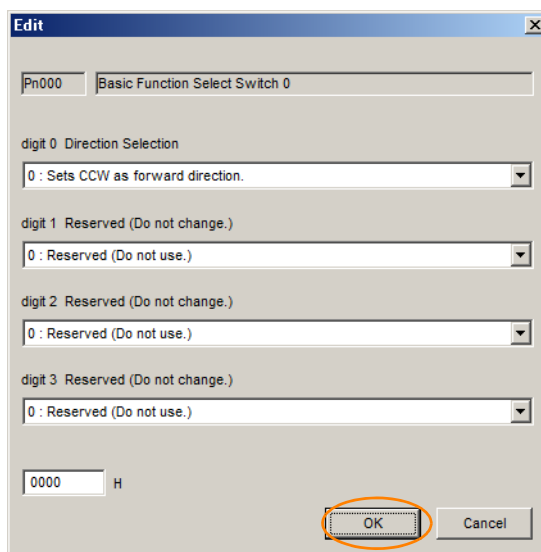 Edit
Pn000 Basic Function Select Switch 0
digit 0 Direction Selection
0 : Sets CCW as forward direction.
digit 1 Reserved (Do not change.)
0 : Reserved (Do not use.)
digit 2 Reserved (Do not change.)
0 : Reserved (Do not use.)
digit 3 Reserved (Do not change.)
0 : Reserved (Do not use.)
0000 H
OK Cancel